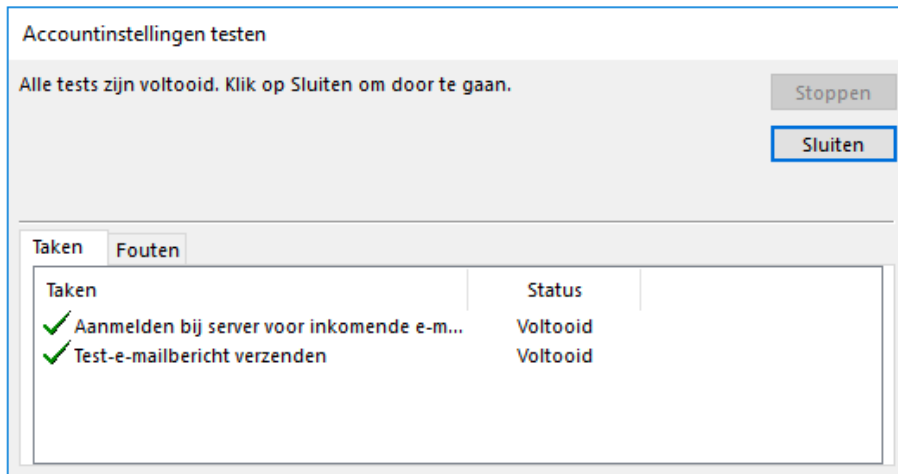 Accountinstellingen testen
Alle tests zijn voltooid. Klik op Sluiten om door te gaan.
Stoppen
Sluiten
Taken Fouten
Taken Status
Aanmelden bij server voor inkomende e-m... Voltooid
Test-e-mailbericht verzenden Voltooid